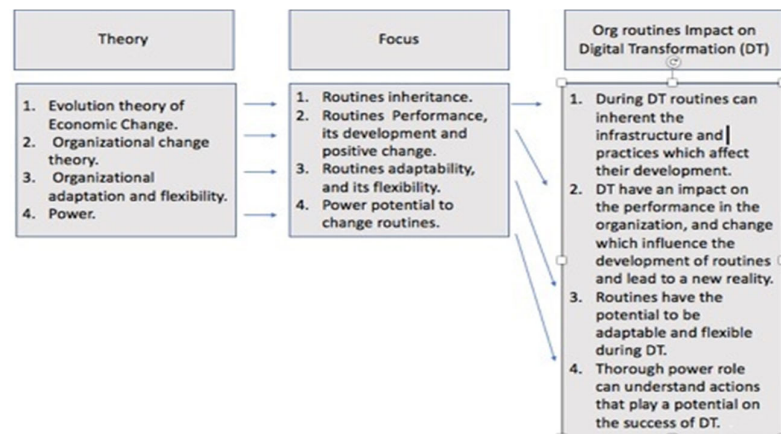 Theory
Focus
Org routines Impact on
Digital Transformation (DT)
1. Evolution theory of
Economic Change.
2. Organizational change
theory.
3. Organizational
adaptation and flexibility.
4. Power.
1. Routines inheritance.
2. Routines Performance,
its development and
positive change.
3. Routines adaptability,
and its flexibility.
4. Power potential to
change routines.
1. During DT routines can
inherent the
infrastructure and
practices which affect
their development.
2. DT have an impact on
the performance in the
organization, and change
which influence the
development of routines
and lead to a new reality.
3. Routines have the
potential to be
adaptable and flexible
during DT.
4. Thorough power role
can understand actions
that play a potential on
the success of DT.